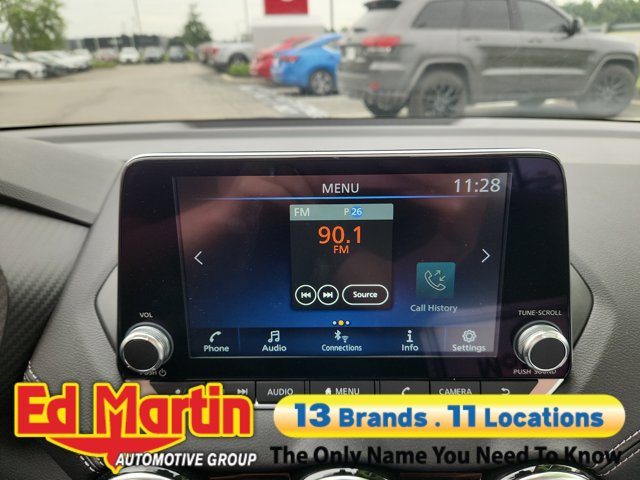 MENU 11:28
FM P 26
90.1
FM
Source
Call History
Phone Audio Connections Info Settings
VOL
PUSH
TUNE·SCROLL
PUSH SOUND
AUDIO MENU CAMERA
Ed Martin
AUTOMOTIVE GROUP
13 Brands . 11 Locations
The Only Name You Need To Know